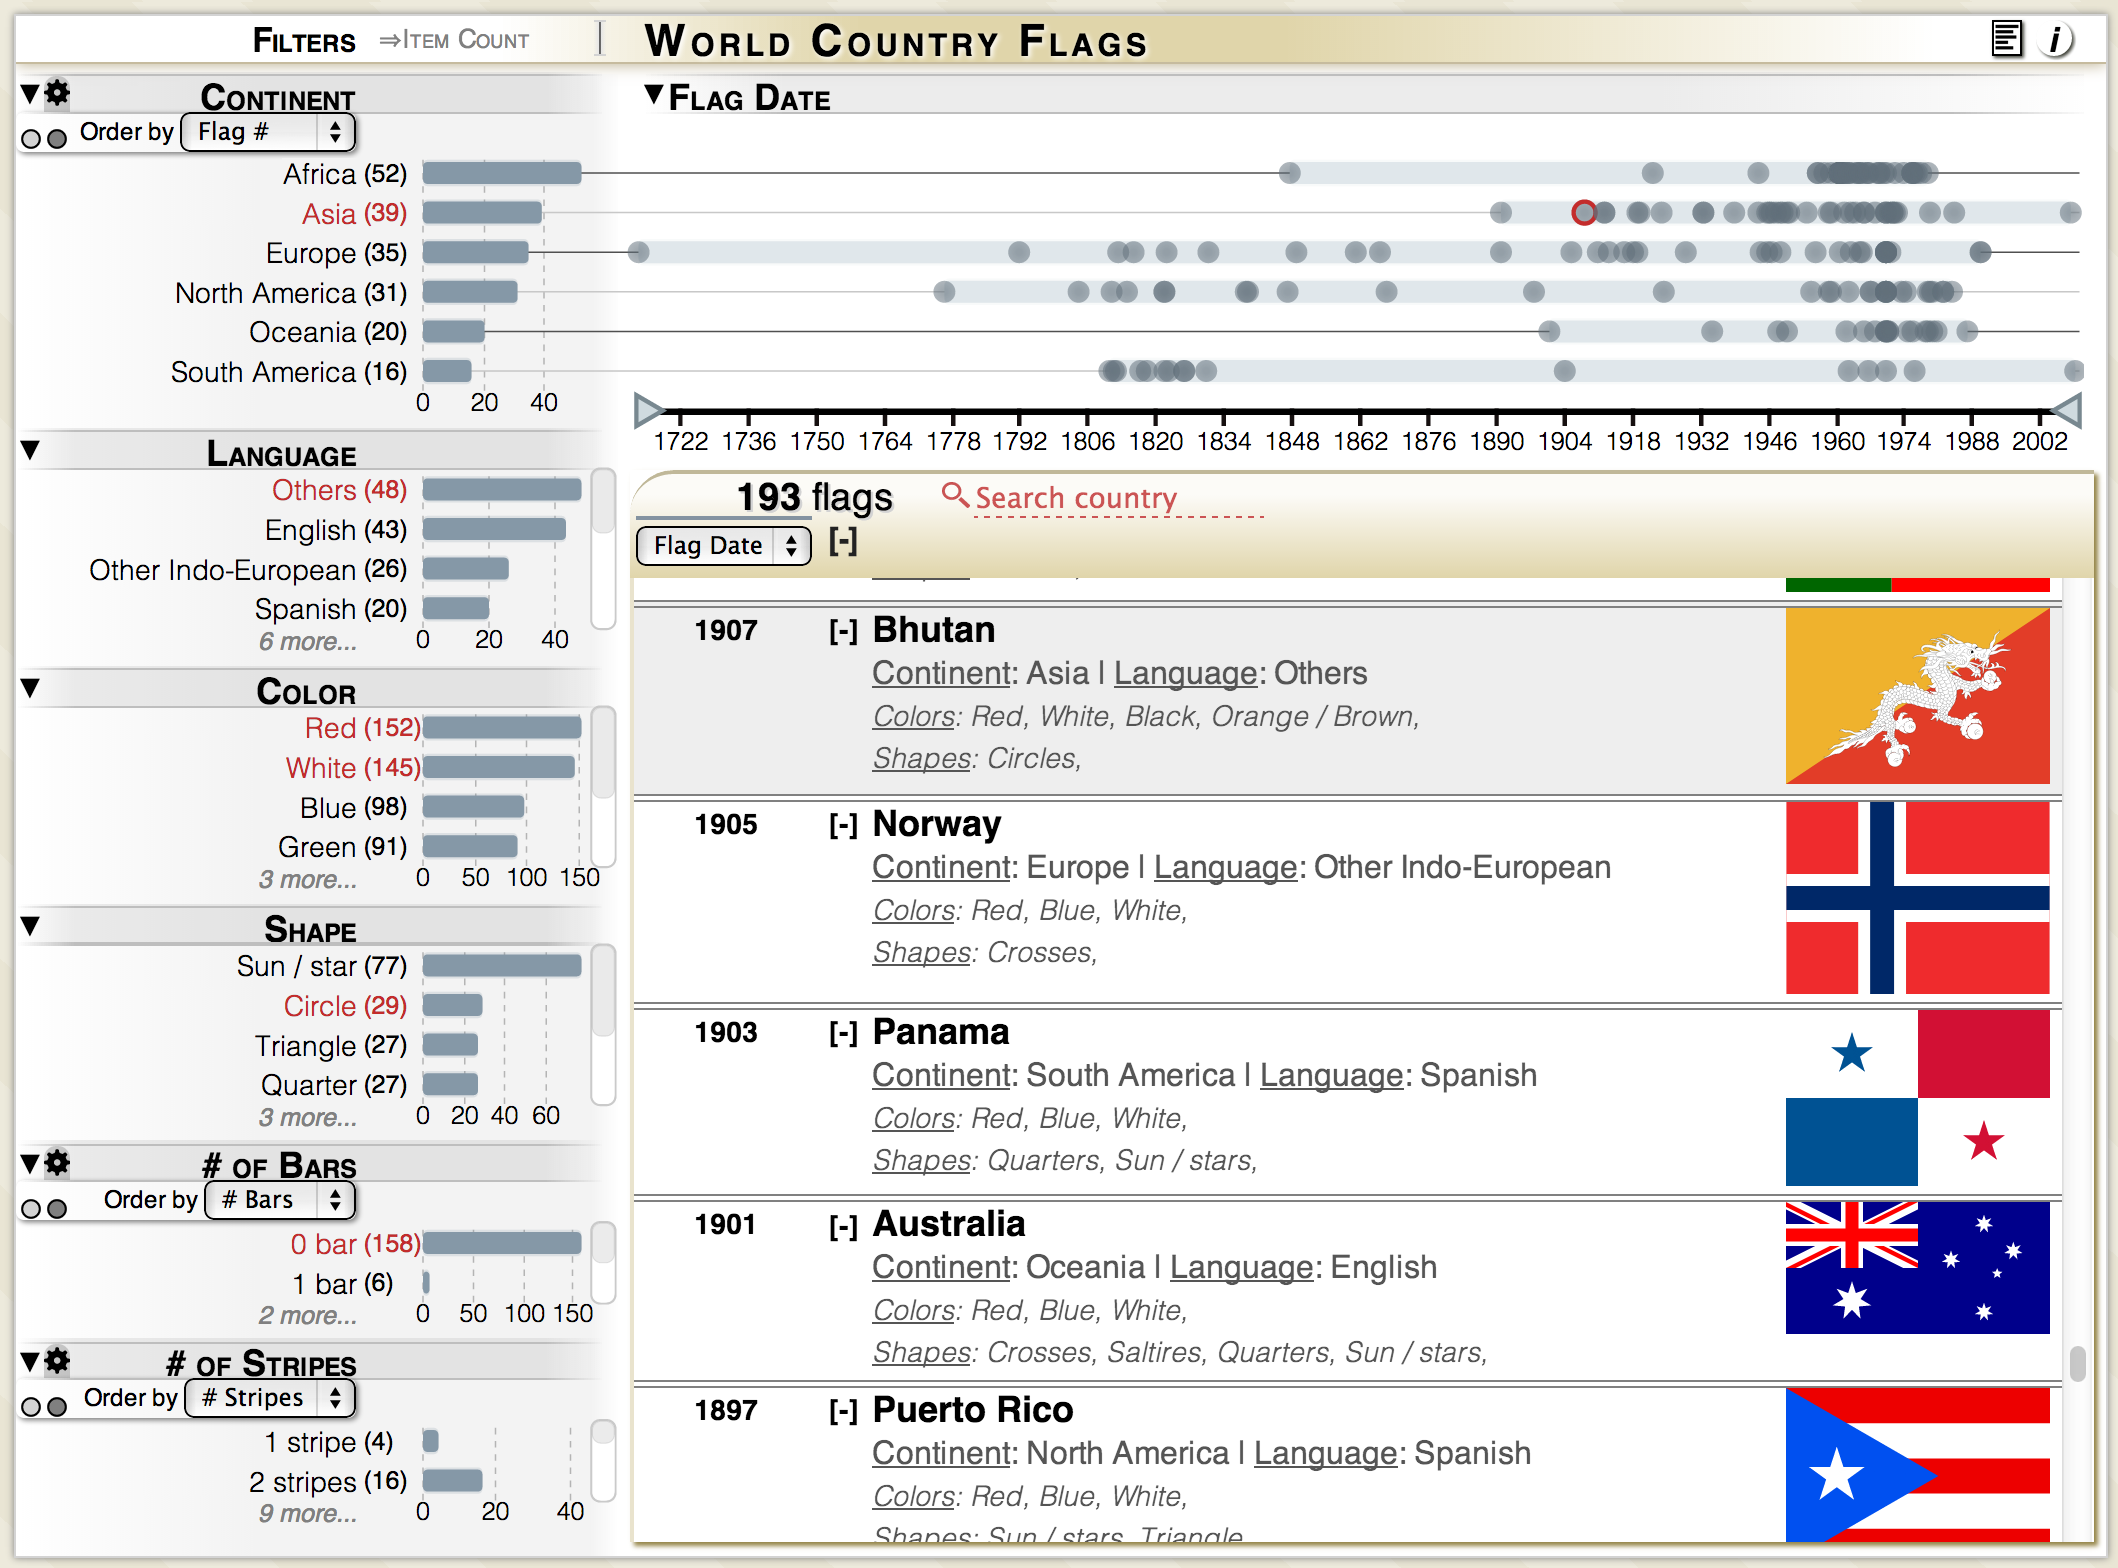 FILTERS ⇒ITEM COUNT
WORLD COUNTRY FLAGS
i
CONTINENT
Order by Flag #
Africa (52)
Asia (39)
Europe (35)
North America (31)
Oceania (20)
South America (16)
0 20 40
FLAG DATE
1722 1736 1750 1764 1778 1792 1806 1820 1834 1848 1862 1876 1890 1904 1918 1932 1946 1960 1974 1988 2002
LANGUAGE
Others (48)
English (43)
Other Indo-European (26)
Spanish (20)
6 more...
0 20 40
COLOR
Red (152)
White (145)
Blue (98)
Green (91)
3 more...
0 50 100 150
SHAPE
Sun / star (77)
Circle (29)
Triangle (27)
Quarter (27)
3 more...
0 20 40 60
# OF BARS
Order by # Bars
0 bar (158)
1 bar (6)
2 more...
0 50 100 150
# OF STRIPES
Order by # Stripes
1 stripe (4)
2 stripes (16)
9 more...
0 20 40
193 flags Search country
Flag Date [-]
1907 [-] Bhutan
Continent: Asia | Language: Others
Colors: Red, White, Black, Orange / Brown,
Shapes: Circles,
1905 [-] Norway
Continent: Europe | Language: Other Indo-European
Colors: Red, Blue, White,
Shapes: Crosses,
1903 [-] Panama
Continent: South America | Language: Spanish
Colors: Red, Blue, White,
Shapes: Quarters, Sun / stars,
1901 [-] Australia
Continent: Oceania | Language: English
Colors: Red, Blue, White,
Shapes: Crosses, Saltires, Quarters, Sun / stars,
1897 [-] Puerto Rico
Continent: North America | Language: Spanish
Colors: Red, Blue, White,
Shapes: Sun / stars, Triangle